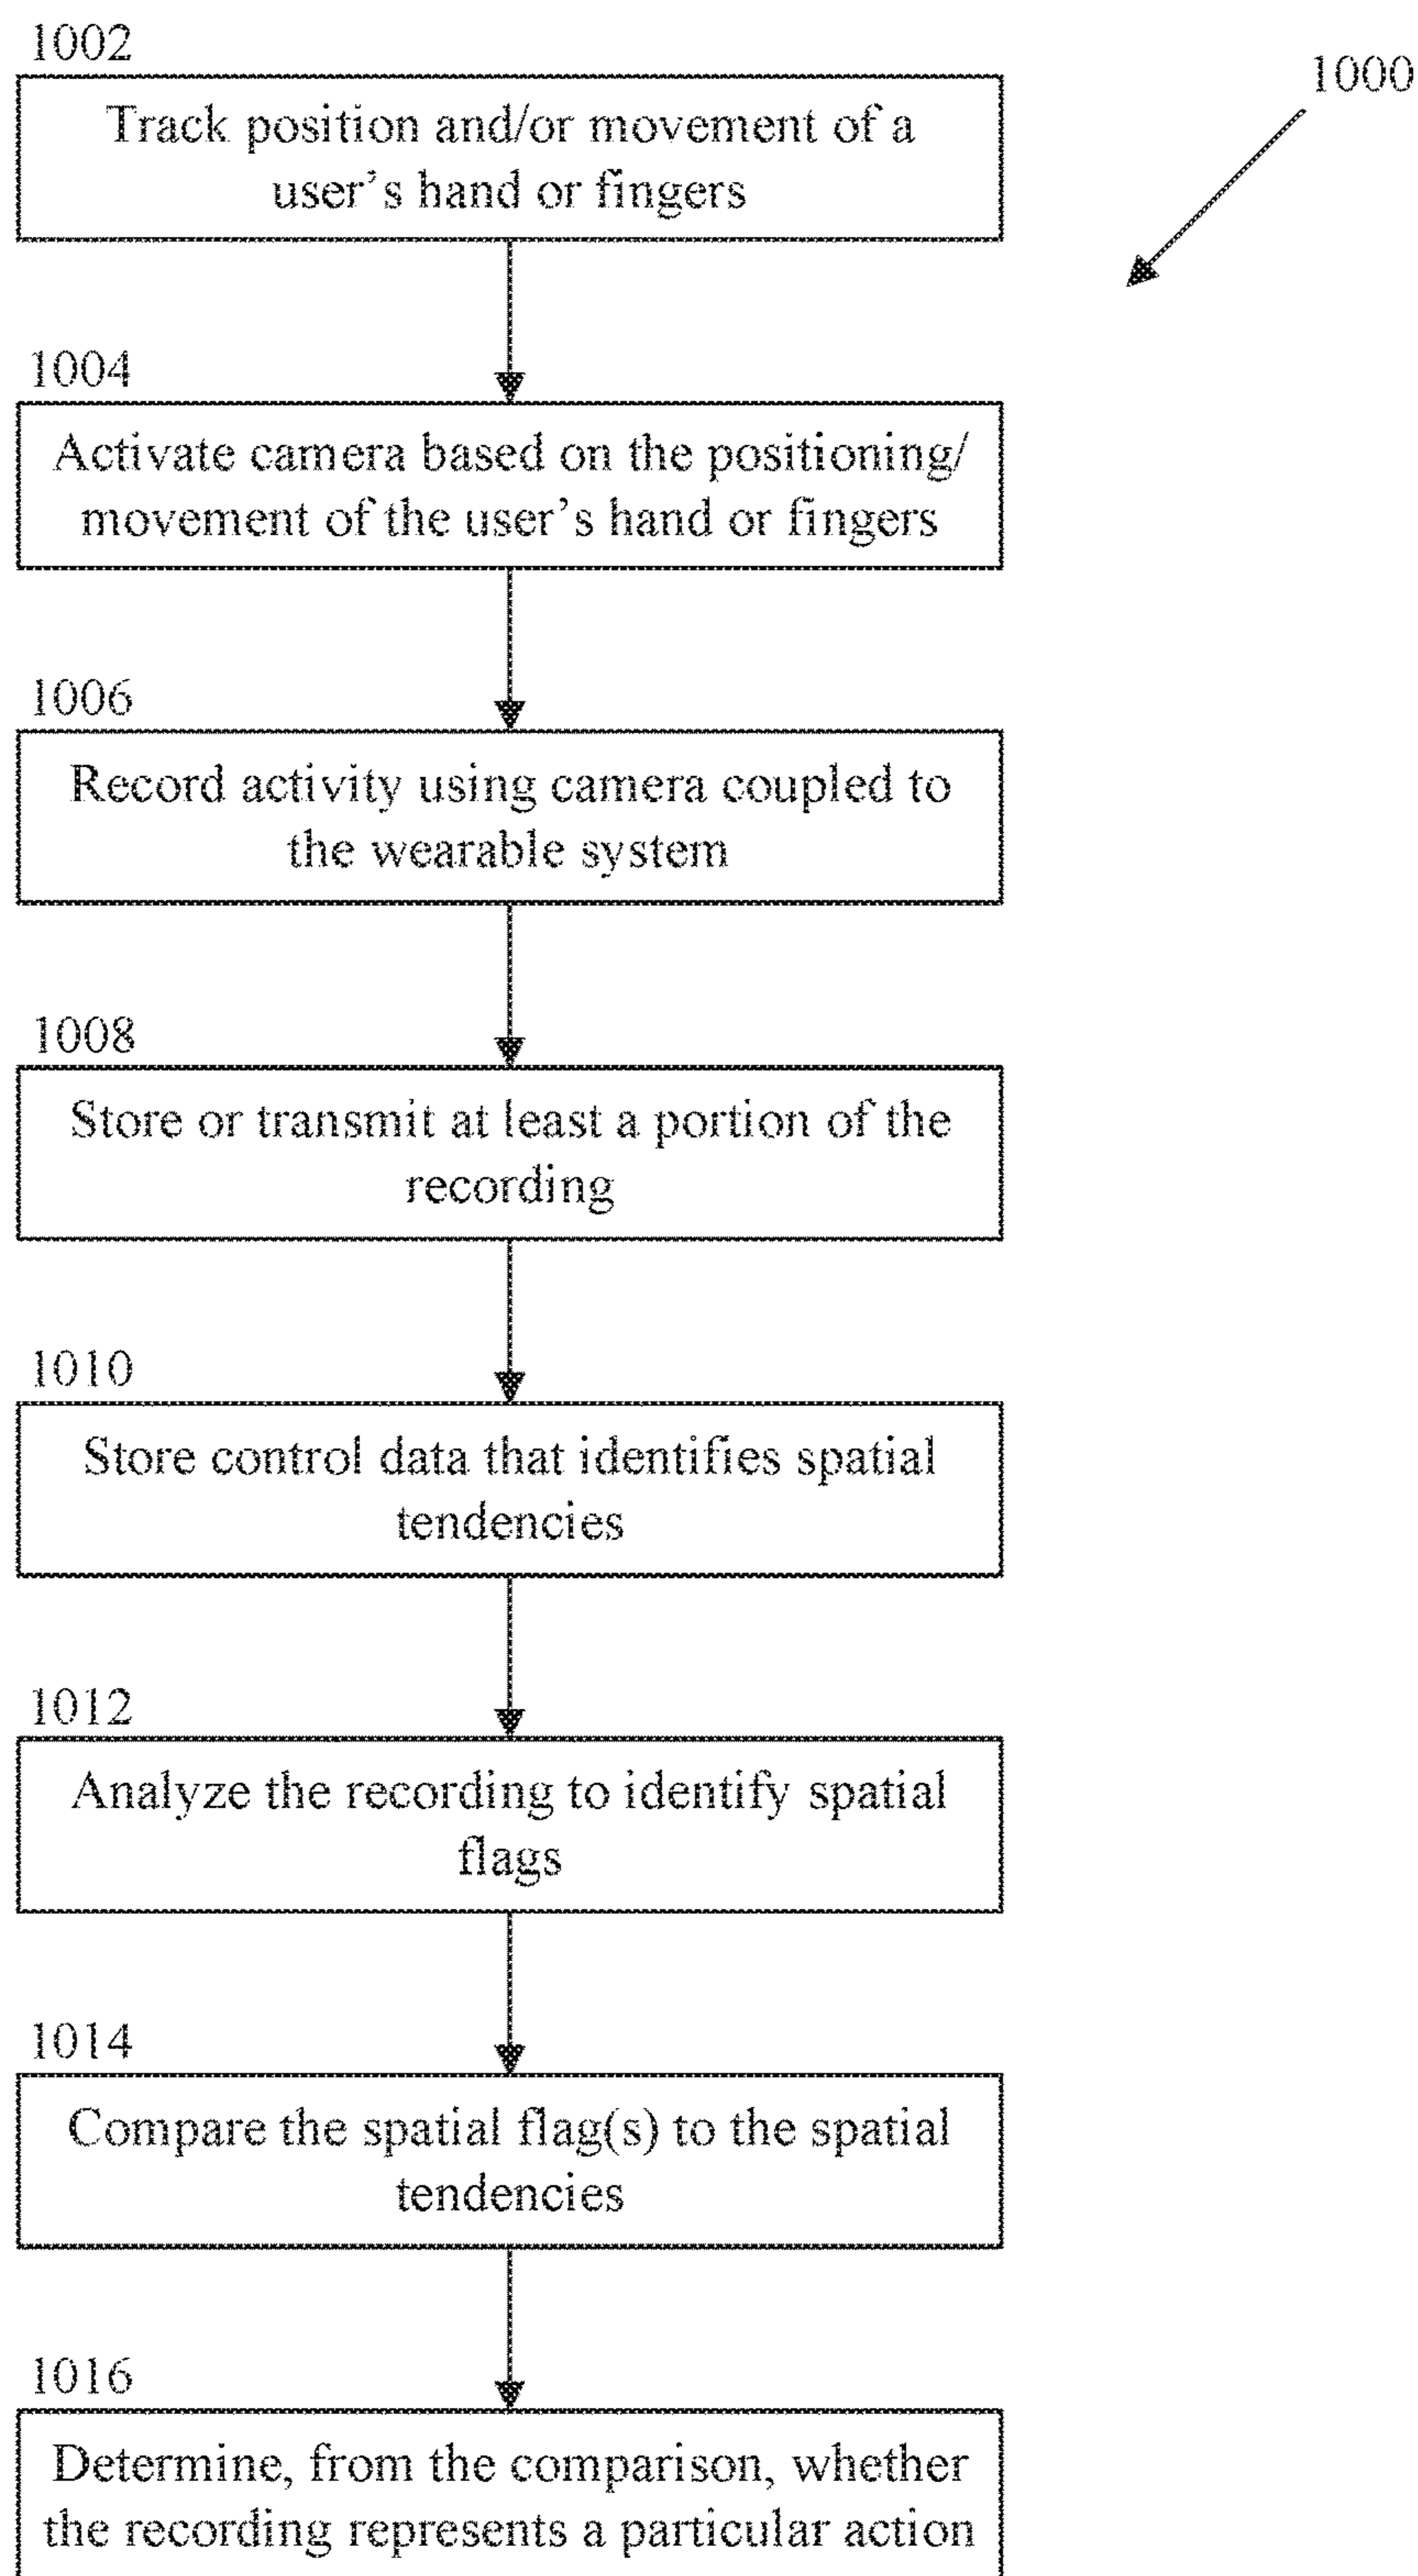 1002
1000
Track position and/or movement of a
user's hand or fingers
1004
Activate camera based on the positioning/
movement of the user's hand or fingers
1006
Record activity using camera coupled to
the wearable system
1008
Store or transmit at least a portion of the
recording
1010
Store control data that identifies spatial
tendencies
1012
Analyze the recording to identify spatial
flags
1014
Compare the spatial flag(s) to the spatial
tendencies
1016
Determine, from the comparison, whether
the recording represents a particular action